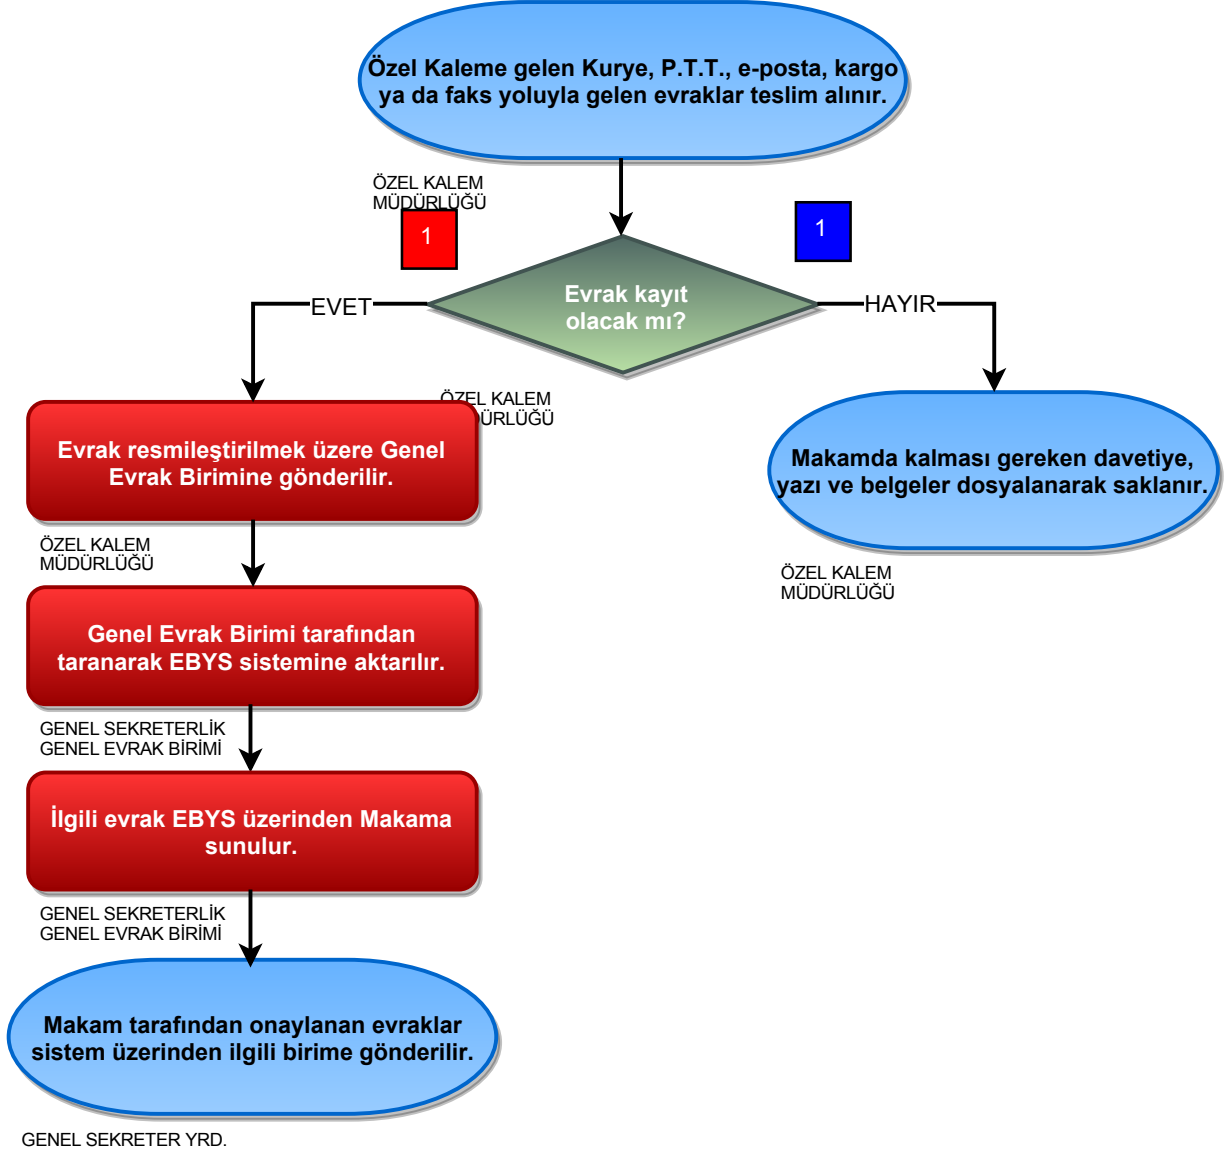 Özel Kaleme gelen Kurye, P.T.T., e-posta, kargo
ya da faks yoluyla gelen evraklar teslim alınır.
ÖZEL KALEM
MÜDÜRLÜĞÜ
1
1
Evrak kayıt
olacak mı?
EVET
HAYIR
ÖZEL KALEM
ÜRLÜĞÜ
Evrak resmileştirilmek üzere Genel
Evrak Birimine gönderilir.
Makamda kalması gereken davetiye,
yazı ve belgeler dosyalanarak saklanır.
ÖZEL KALEM
MÜDÜRLÜĞÜ
ÖZEL KALEM
MÜDÜRLÜĞÜ
Genel Evrak Birimi tarafından
taranarak EBYS sistemine aktarılır.
GENEL SEKRETERLİK
GENEL EVRAK BİRİMİ
İlgili evrak EBYS üzerinden Makama
sunulur.
GENEL SEKRETERLİK
GENEL EVRAK BİRİMİ
Makam tarafından onaylanan evraklar
sistem üzerinden ilgili birime gönderilir.
GENEL SEKRETER YRD.